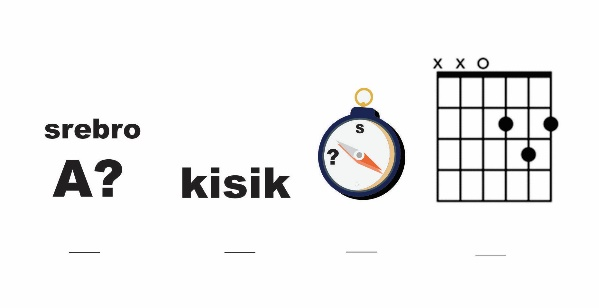 srebro
A?
kisik
S
?
X X O